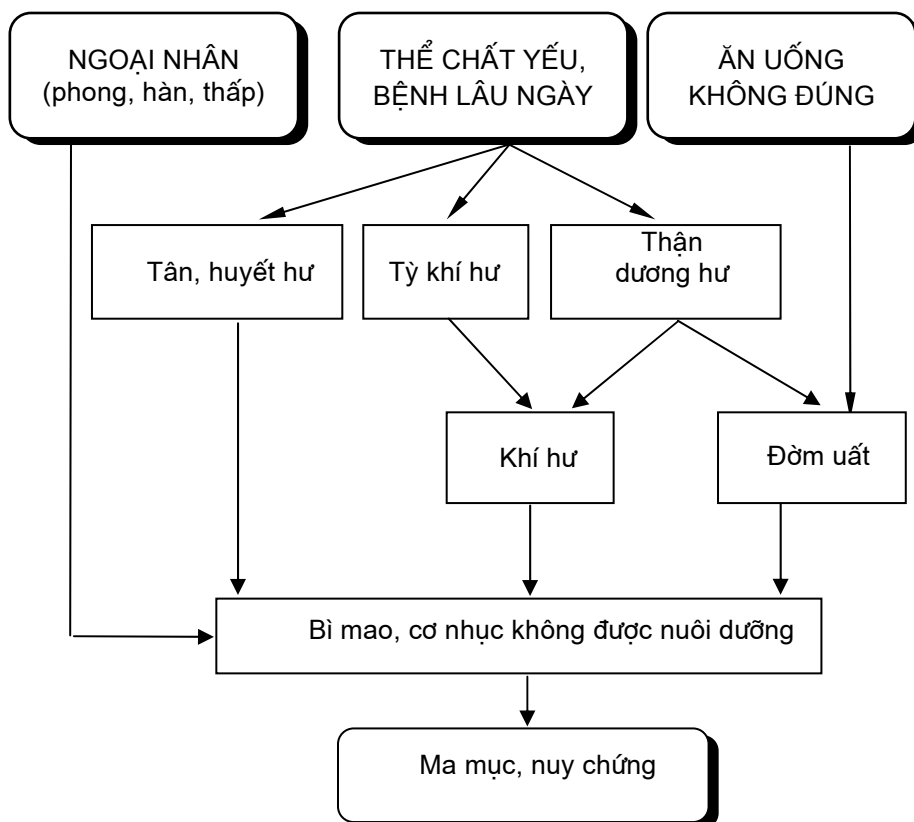 NGOẠI NHÂN
(phong, hàn, thấp)
THỂ CHẤT YẾU,
BỆNH LÂU NGÀY
ĂN UỐNG
KHÔNG ĐÚNG
Tân, huyết hư
Tỳ khí hư
Thận
dương hư
Khí hư
Đờm uất
Bì mao, cơ nhục không được nuôi dưỡng
Ma mục, nuy chứng